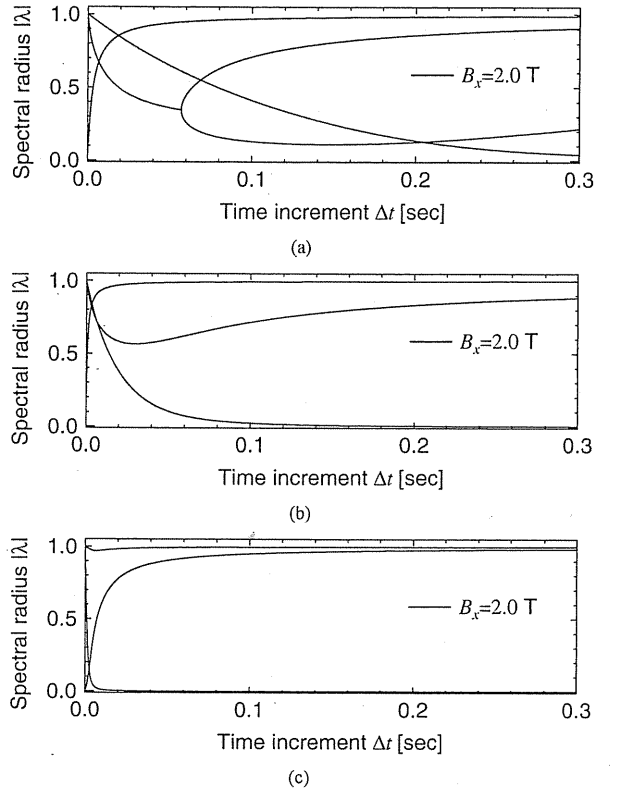 Spectral radius |λ|
1.0
0.5
0.0
B_x=2.0 T
0.0 0.1 0.2 0.3
Time increment Δt [sec]
(a)
Spectral radius |λ|
1.0
0.5
0.0
B_x=2.0 T
0.0 0.1 0.2 0.3
Time increment Δt [sec]
(b)
Spectral radius |λ|
1.0
0.5
0.0
B_x=2.0 T
0.0 0.1 0.2 0.3
Time increment Δt [sec]
(c)